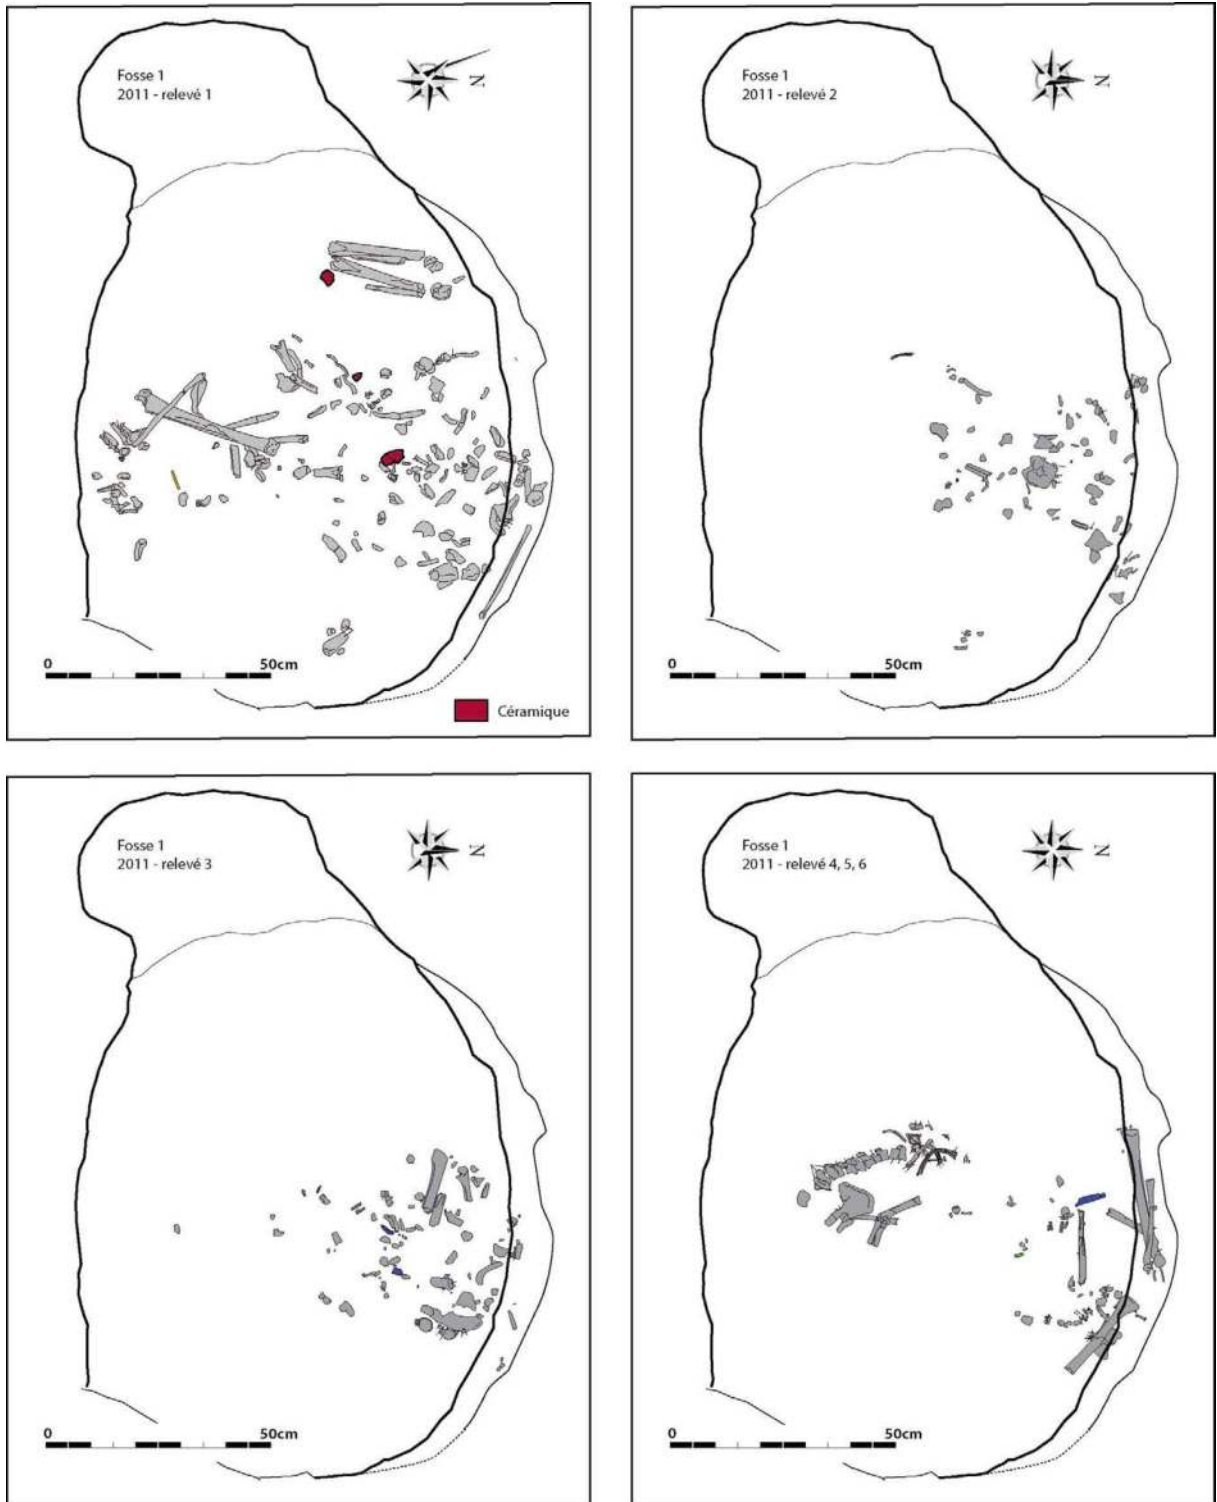 Fosse 1
2011 - relevé 1
N
0 50cm
Céramique
Fosse 1
2011 - relevé 2
N
0 50cm
Fosse 1
2011 - relevé 3
N
0 50cm
Fosse 1
2011 - relevé 4, 5, 6
N
0 50cm